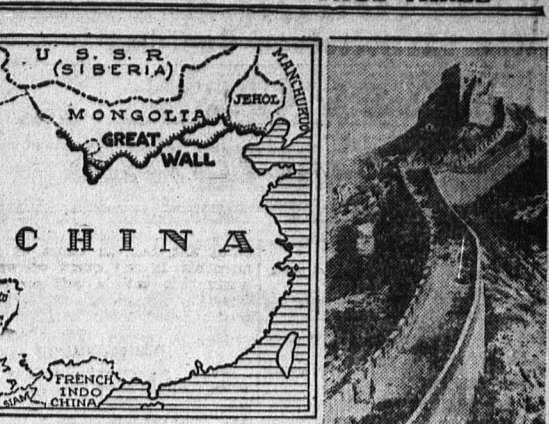 U. S. S. R.
(SIBERIA)
MANCHUKUO
JEHOL
MONGOLIA
GREAT
WALL
CHINA
FRENCH
INDO
CHINA
SIAM